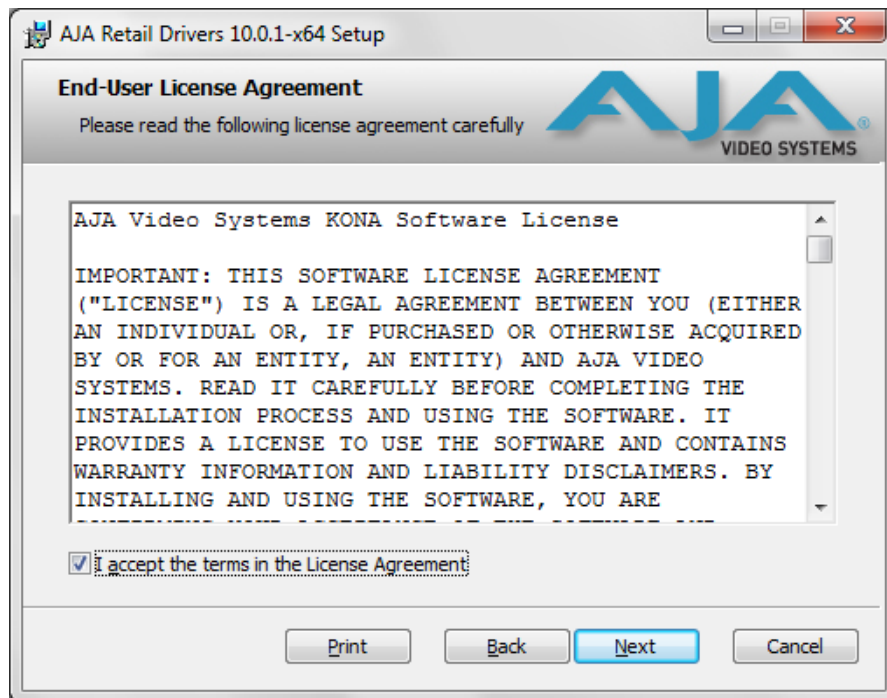 AJA Retail Drivers 10.0.1-x64 Setup
End-User License Agreement
Please read the following license agreement carefully
AJA
VIDEO SYSTEMS
AJA Video Systems KONA Software License
IMPORTANT: THIS SOFTWARE LICENSE AGREEMENT
("LICENSE") IS A LEGAL AGREEMENT BETWEEN YOU (EITHER
AN INDIVIDUAL OR, IF PURCHASED OR OTHERWISE ACQUIRED
BY OR FOR AN ENTITY, AN ENTITY) AND AJA VIDEO
SYSTEMS. READ IT CAREFULLY BEFORE COMPLETING THE
INSTALLATION PROCESS AND USING THE SOFTWARE. IT
PROVIDES A LICENSE TO USE THE SOFTWARE AND CONTAINS
WARRANTY INFORMATION AND LIABILITY DISCLAIMERS. BY
INSTALLING AND USING THE SOFTWARE, YOU ARE
I accept the terms in the License Agreement
Print Back Next Cancel